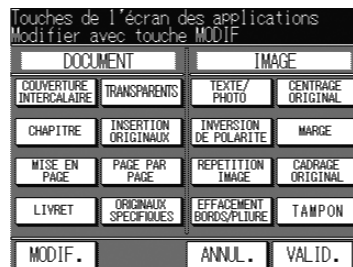 Touches de l'écran des applications
Modifier avec touche MODIF
DOCUMENT
IMAGE
COUVERTURE
INTERCALAIRE
TRANSPARENTS
TEXTE/
PHOTO
CENTRAGE
ORIGINAL
CHAPITRE
INSERTION
ORIGINAUX
INVERSION
DE POLARITE
MARGE
MISE EN
PAGE
PAGE PAR
PAGE
REPETITION
IMAGE
CADRAGE
ORIGINAL
LIVRET
ORIGINAUX
SPECIFIQUES
EFFACEMENT
BORDS/PLIURE
TAMPON
MODIF.
ANNUL.
VALID.